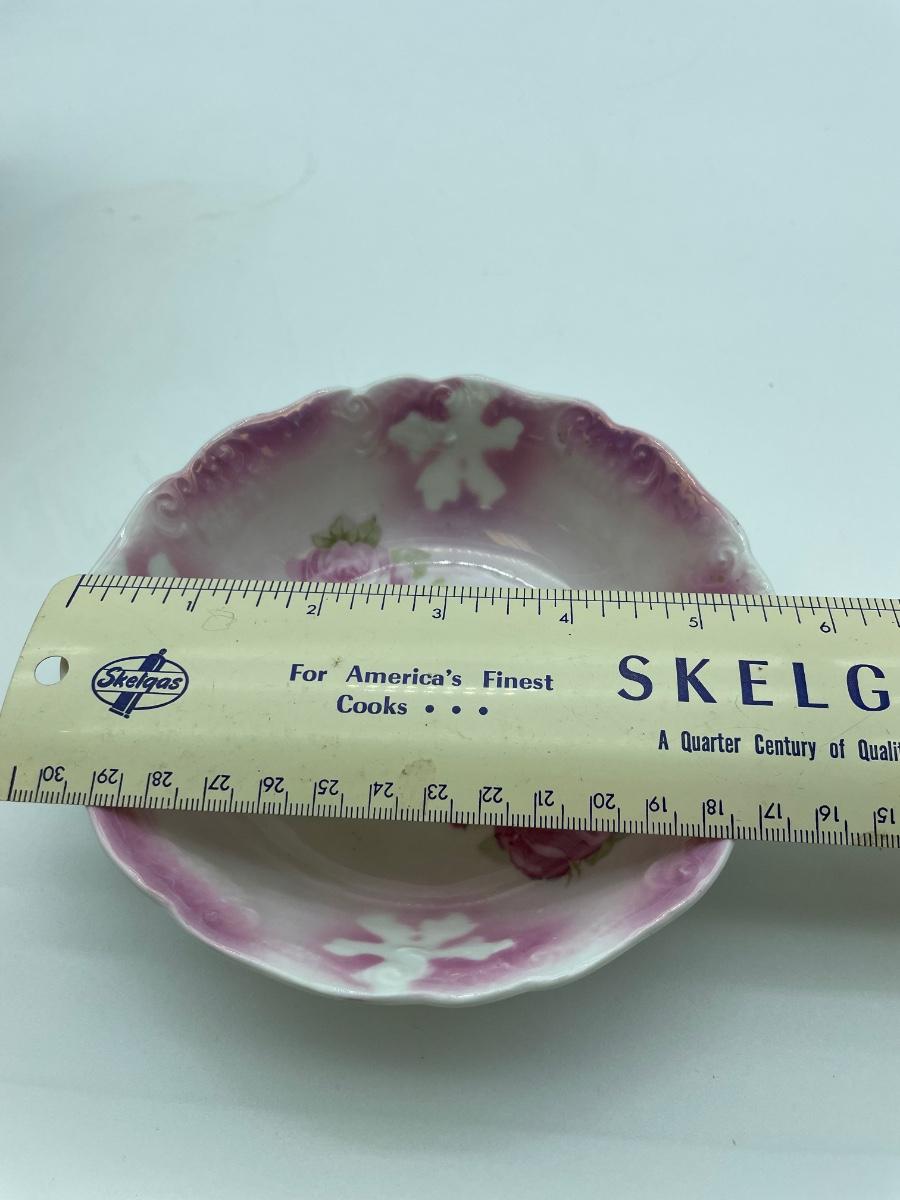 1 2 3 4 5 6
Skelgas
For America's Finest
Cooks • • •
SKELG
A Quarter Century of Qualit
30 29 28 27 26 25 24 23 22 21 20 19 18 17 16 15